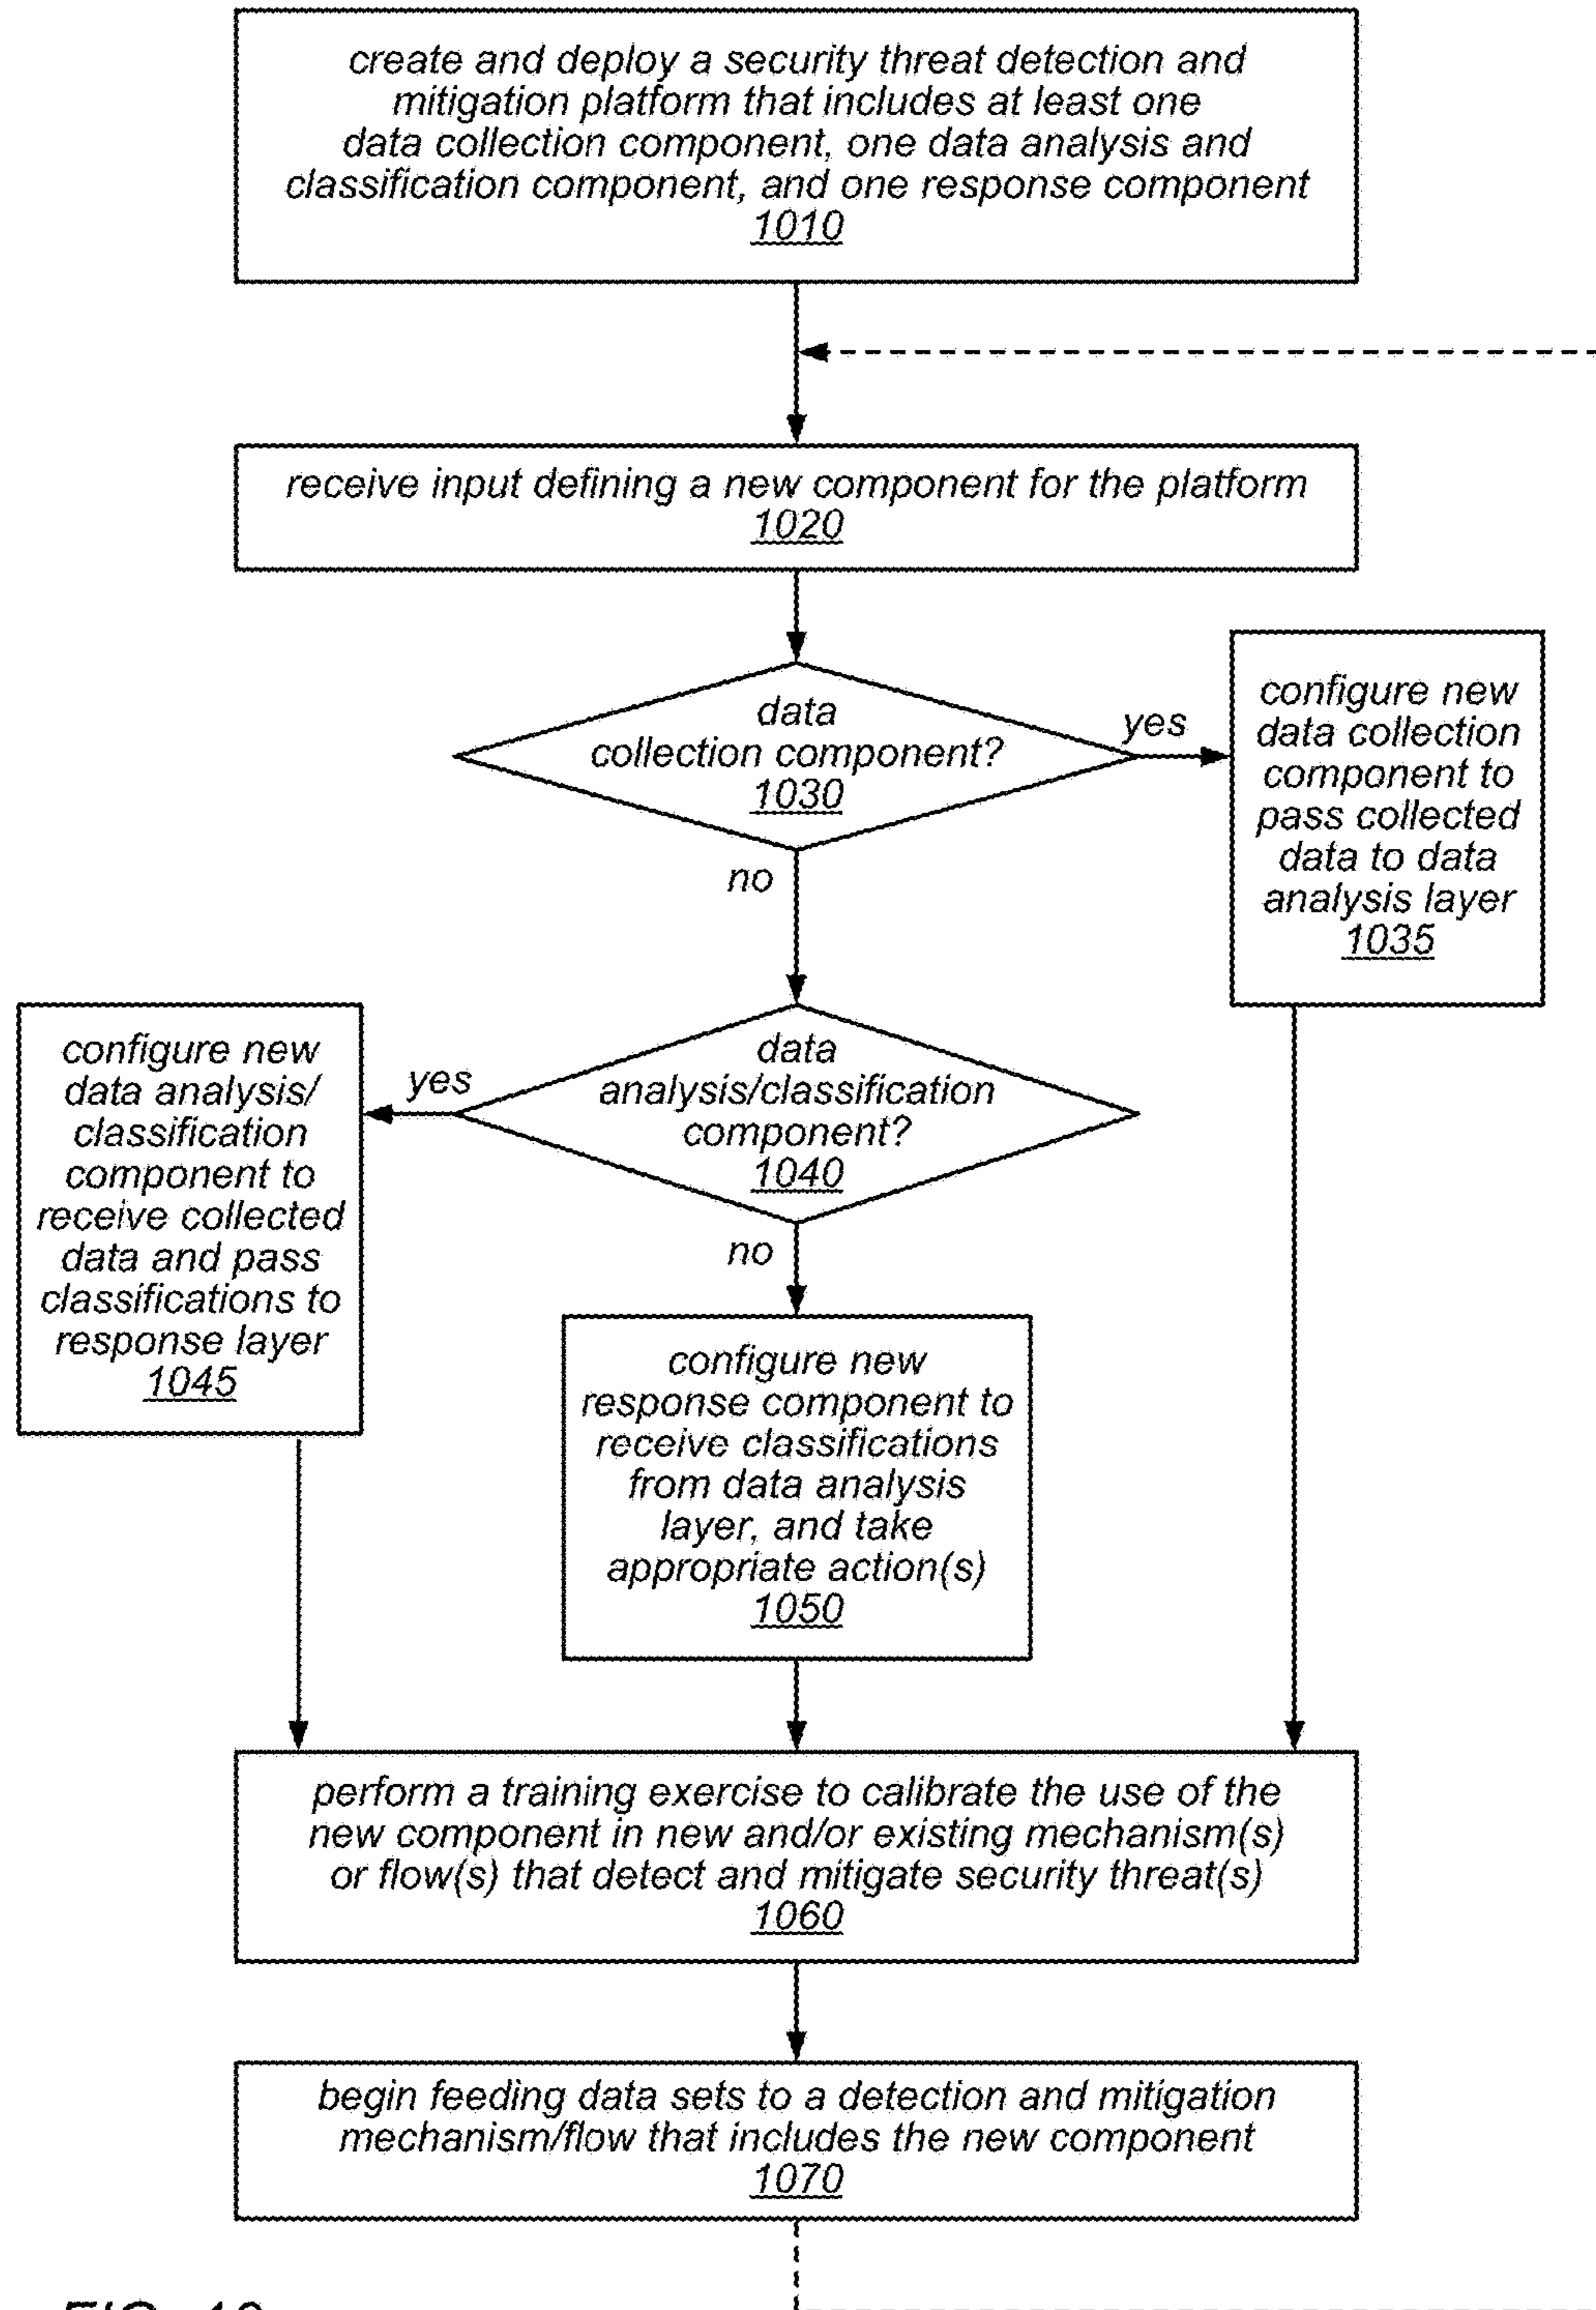 create and deploy a security threat detection and
mitigation platform that includes at least one
data collection component, one data analysis and
classification component, and one response component
1010
receive input defining a new component for the platform
1020
data
collection component?
1030
yes
configure new
data collection
component to
pass collected
data to data
analysis layer
1035
no
data
analysis/classification
component?
1040
yes
configure new
data analysis/
classification
component to
receive collected
data and pass
classifications to
response layer
1045
no
configure new
response component to
receive classifications
from data analysis
layer, and take
appropriate action(s)
1050
perform a training exercise to calibrate the use of the
new component in new and/or existing mechanism(s)
or flow(s) that detect and mitigate security threat(s)
1060
begin feeding data sets to a detection and mitigation
mechanism/flow that includes the new component
1070